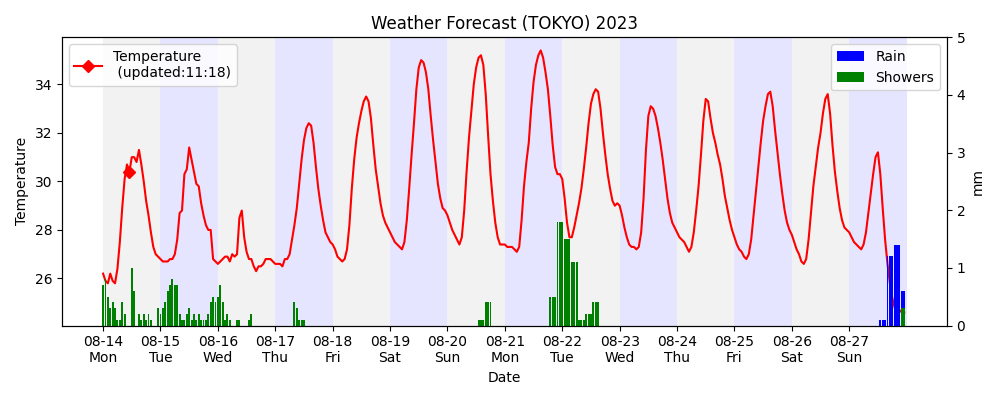 Weather Forecast (TOKYO) 2023
Temperature
(updated:11:18)
Rain
Showers
Temperature
34
32
30
28
26
5
4
3
2
1
0
mm
08-14 08-15 08-16 08-17 08-18 08-19 08-20 08-21 08-22 08-23 08-24 08-25 08-26 08-27
Mon Tue Wed Thu Fri Sat Sun Mon Tue Wed Thu Fri Sat Sun
Date